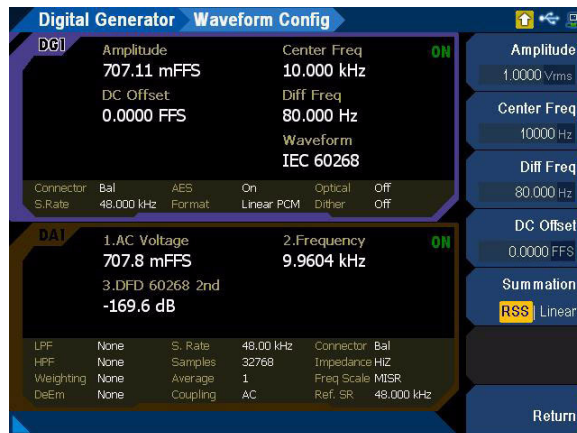 Digital Generator Waveform Config
DG1
ON
Amplitude Center Freq
707.11 mFFS 10.000 kHz
DC Offset Diff Freq
0.0000 FFS 80.000 Hz
Waveform
IEC 60268
Connector Bal AES On Optical Off
S.Rate 48.000 kHz Format Linear PCM Dither Off
DA1
ON
1.AC Voltage 2.Frequency
707.8 mFFS 9.9604 kHz
3.DFD 60268 2nd
-169.6 dB
LPF None S. Rate 48.00 kHz Connector Bal
HPF None Samples 32768 Impedance HiZ
Weighting None Average 1 Freq Scale MISR
DeEm None Coupling AC Ref. SR 48.000 kHz
Amplitude
1.0000 Vrms
Center Freq
10000 Hz
Diff Freq
80.000 Hz
DC Offset
0.0000 FFS
Summation
RSS | Linear
Return